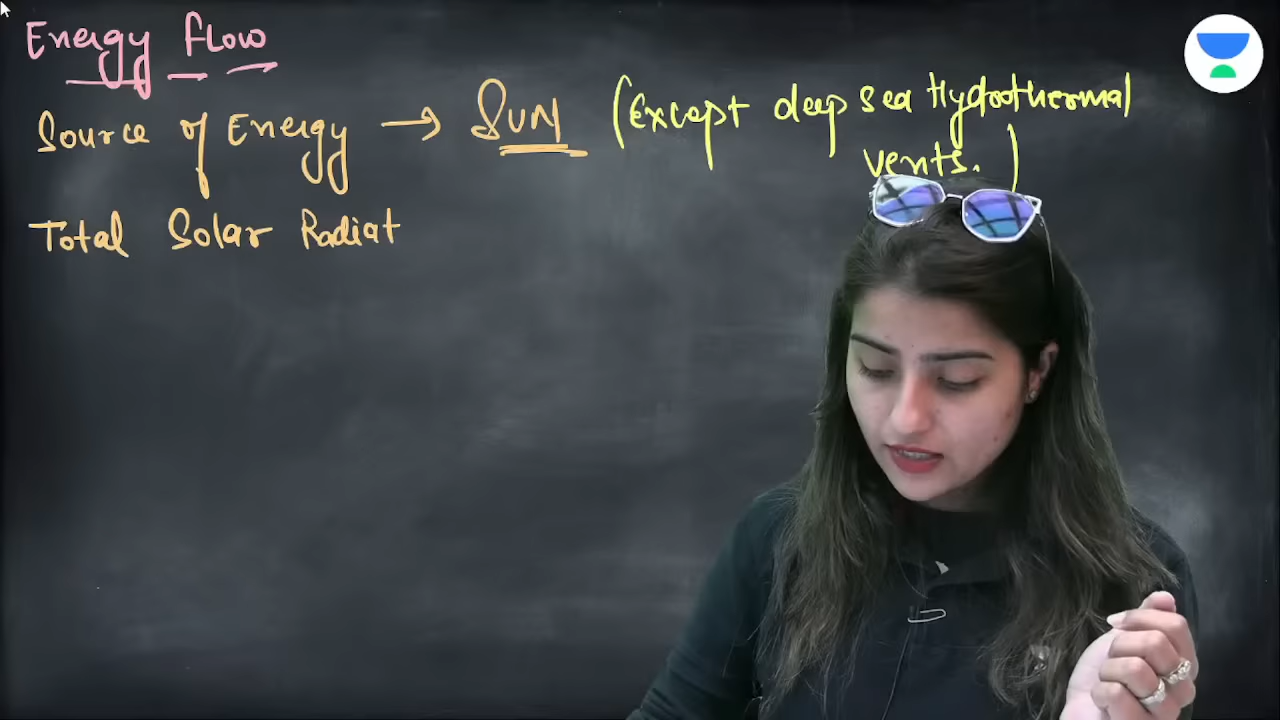 Energy Flow
Source of Energy → SUN (Except deep sea Hydrothermal
vents.)
Total Solar Radiat